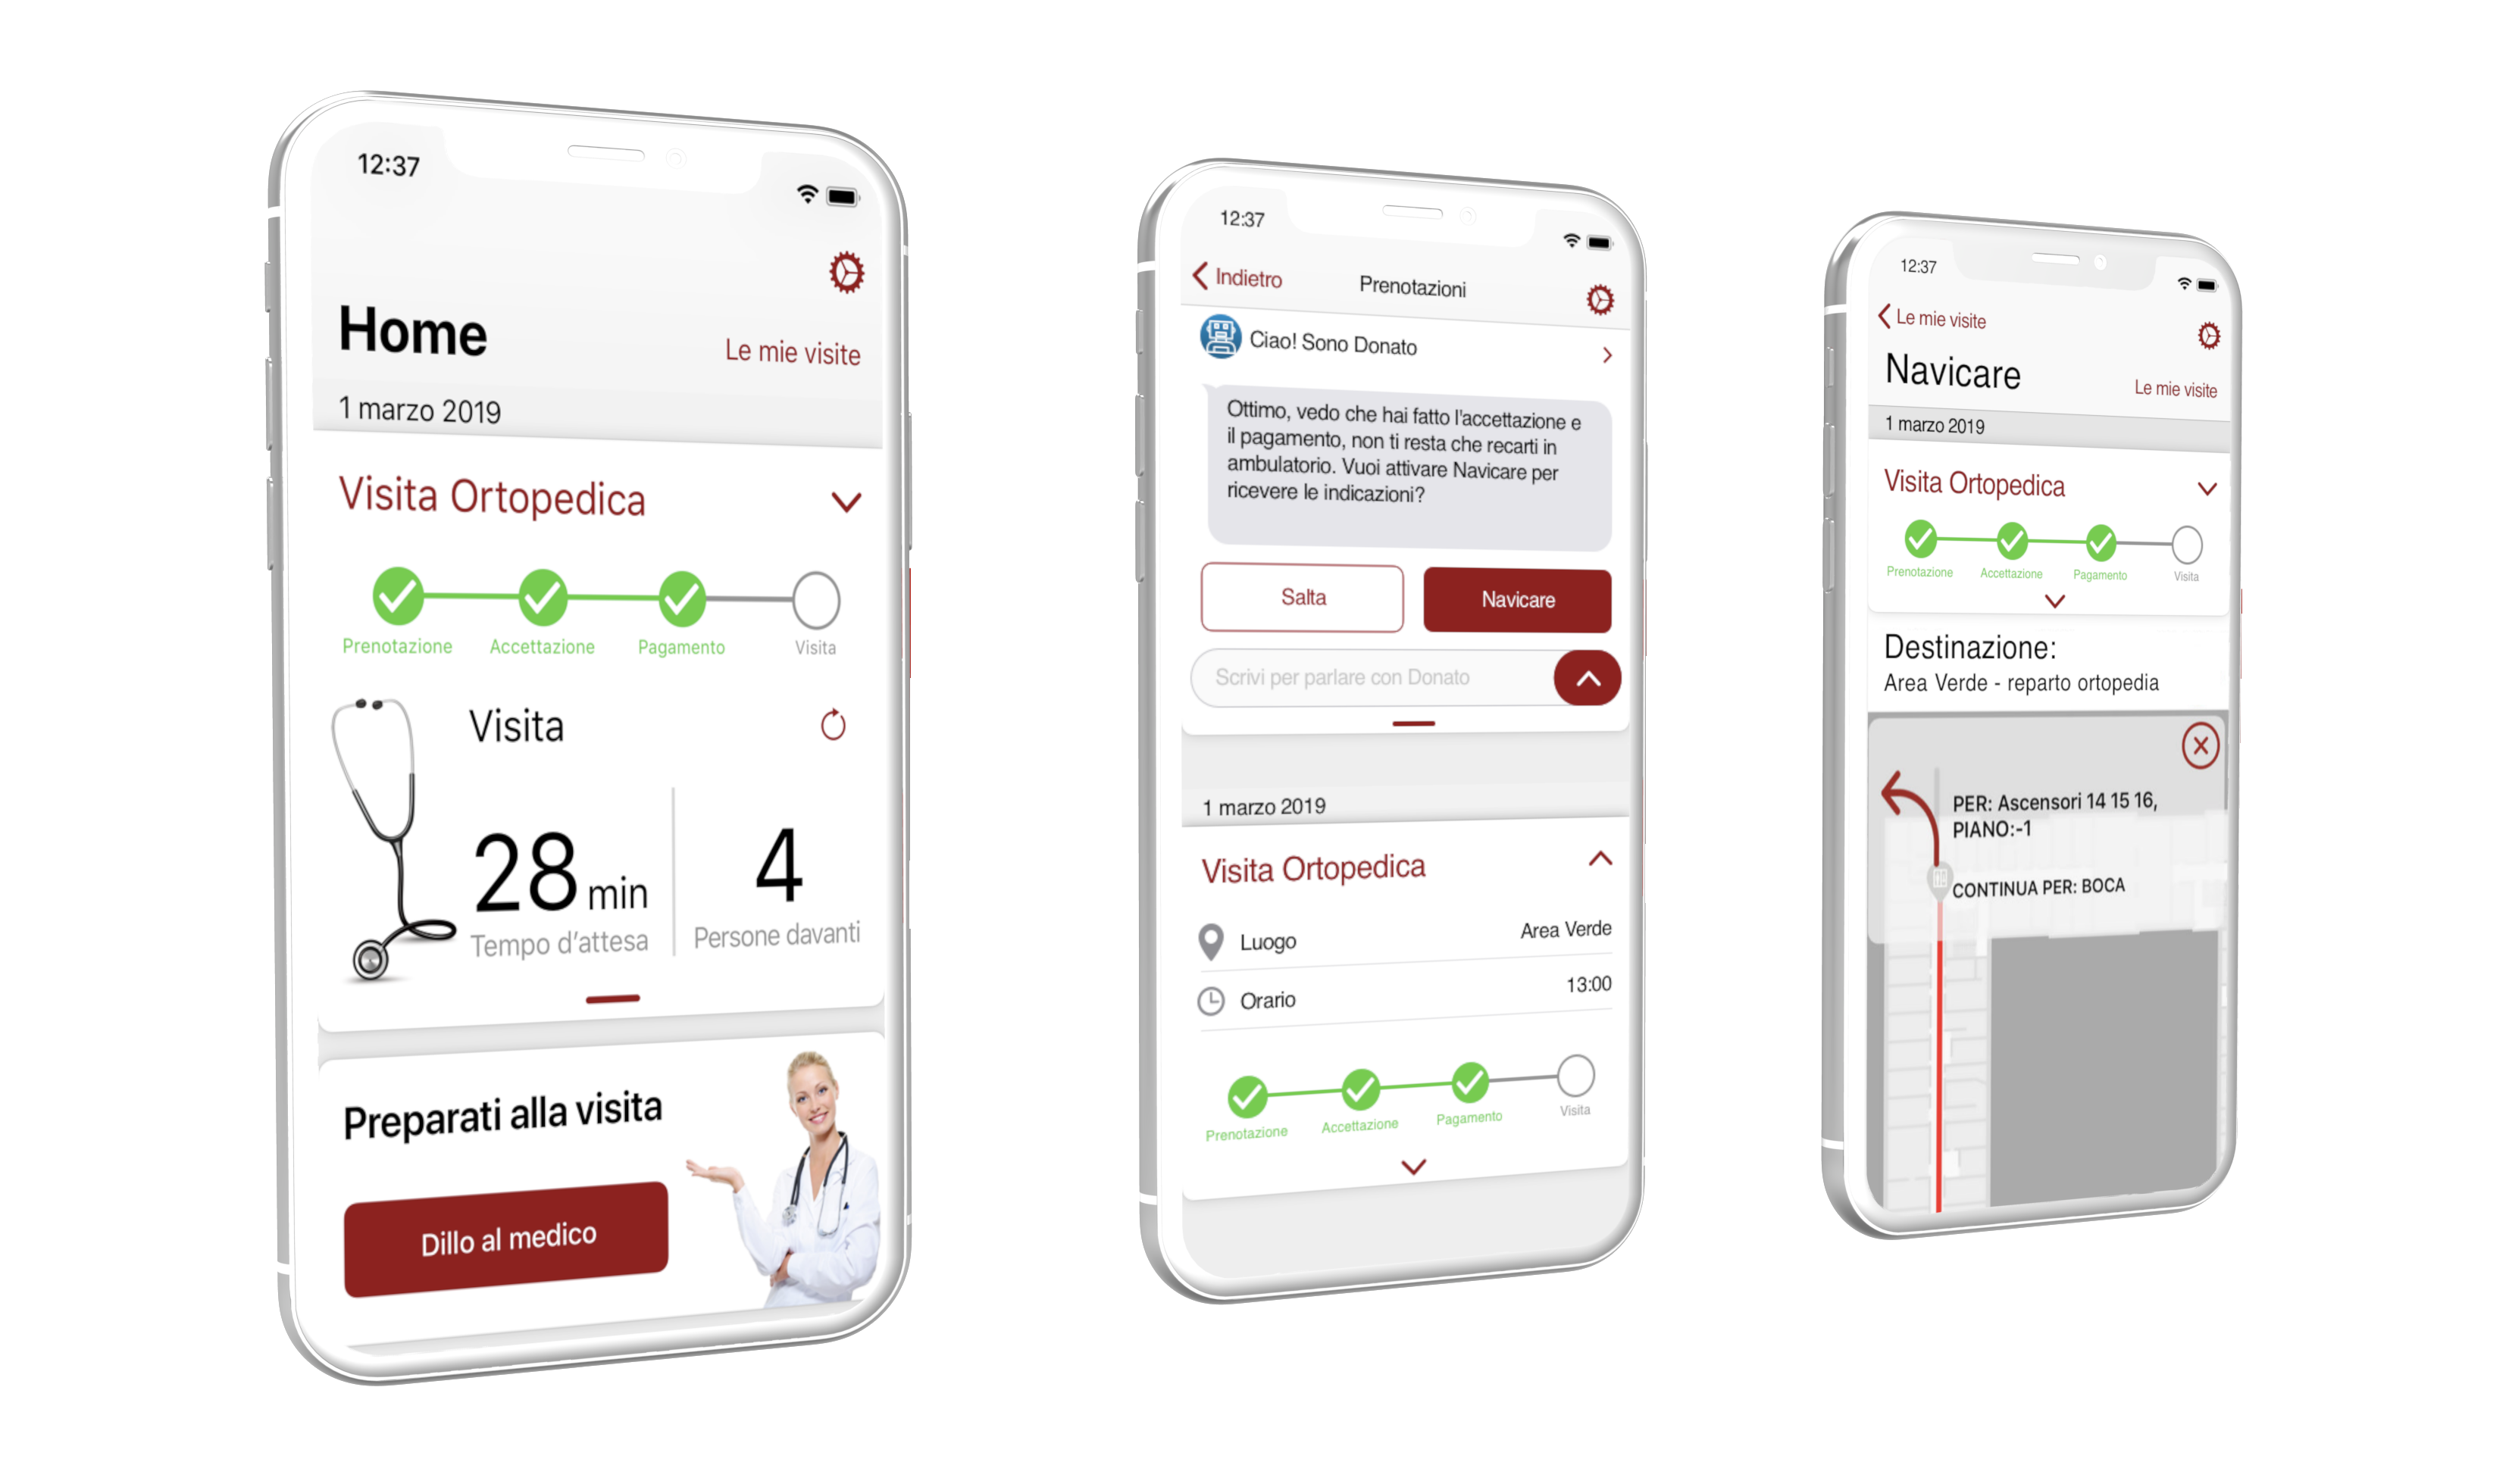 12:37
Home
Le mie visite
1 marzo 2019
Visita Ortopedica
Prenotazione
Accettazione
Pagamento
Visita
Visita
28 min
Tempo d'attesa
4
Persone davanti
Preparati alla visita
Dillo al medico
12:37
Indietro
Prenotazioni
Ciao! Sono Donato
Ottimo, vedo che hai fatto l'accettazione e
il pagamento, non ti resta che recarti in
ambulatorio. Vuoi attivare Navicare per
ricevere le indicazioni?
Salta
Navicare
Scrivi per parlare con Donato
1 marzo 2019
Visita Ortopedica
Luogo
Area Verde
Orario
13:00
Prenotazione
Accettazione
Pagamento
Visita
12:37
Le mie visite
Navicare
Le mie visite
1 marzo 2019
Visita Ortopedica
Prenotazione
Accettazione
Pagamento
Visita
Destinazione:
Area Verde - reparto ortopedia
PER: Ascensori 14 15 16,
PIANO:-1
CONTINUA PER: BOCA